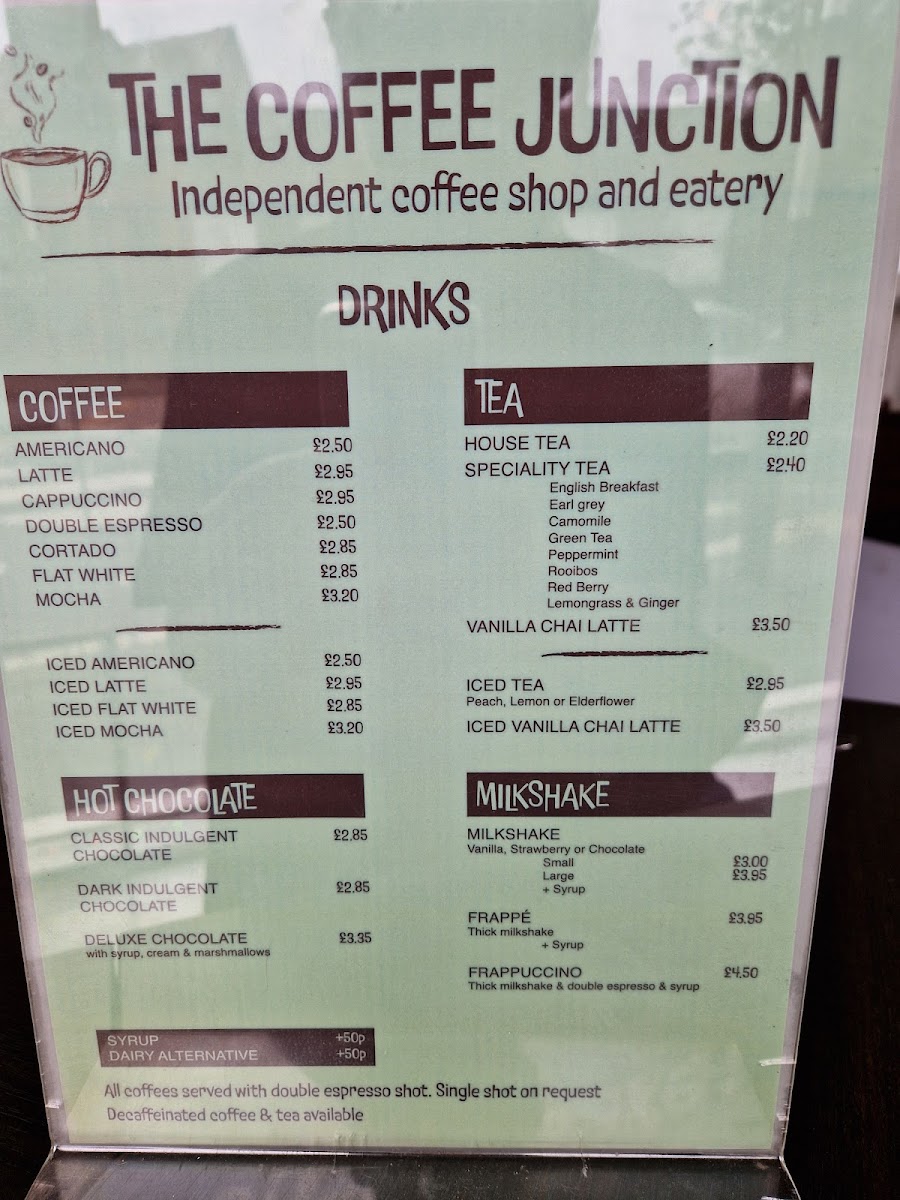 THE COFFEE JUNCTION
Independent coffee shop and eatery
DRINKS
COFFEE
AMERICANO £2.50
LATTE £2.95
CAPPUCCINO £2.95
DOUBLE ESPRESSO £2.50
CORTADO £2.85
FLAT WHITE £2.85
MOCHA £3.20
ICED AMERICANO £2.50
ICED LATTE £2.95
ICED FLAT WHITE £2.85
ICED MOCHA £3.20
HOT CHOCOLATE
CLASSIC INDULGENT £2.85
CHOCOLATE
DARK INDULGENT £2.85
CHOCOLATE
DELUXE CHOCOLATE £3.35
with syrup, cream & marshmallows
SYRUP +50p
DAIRY ALTERNATIVE +50p
TEA
HOUSE TEA £2.20
SPECIALITY TEA £2.40
English Breakfast
Earl grey
Camomile
Green Tea
Peppermint
Rooibos
Red Berry
Lemongrass & Ginger
VANILLA CHAI LATTE £3.50
ICED TEA £2.95
Peach, Lemon or Elderflower
ICED VANILLA CHAI LATTE £3.50
MILKSHAKE
MILKSHAKE
Vanilla, Strawberry or Chocolate
Small £3.00
Large £3.95
+ Syrup
FRAPPÉ £3.95
Thick milkshake
+ Syrup
FRAPPUCCINO £4.50
Thick milkshake & double espresso & syrup
All coffees served with double espresso shot. Single shot on request
Decaffeinated coffee & tea available